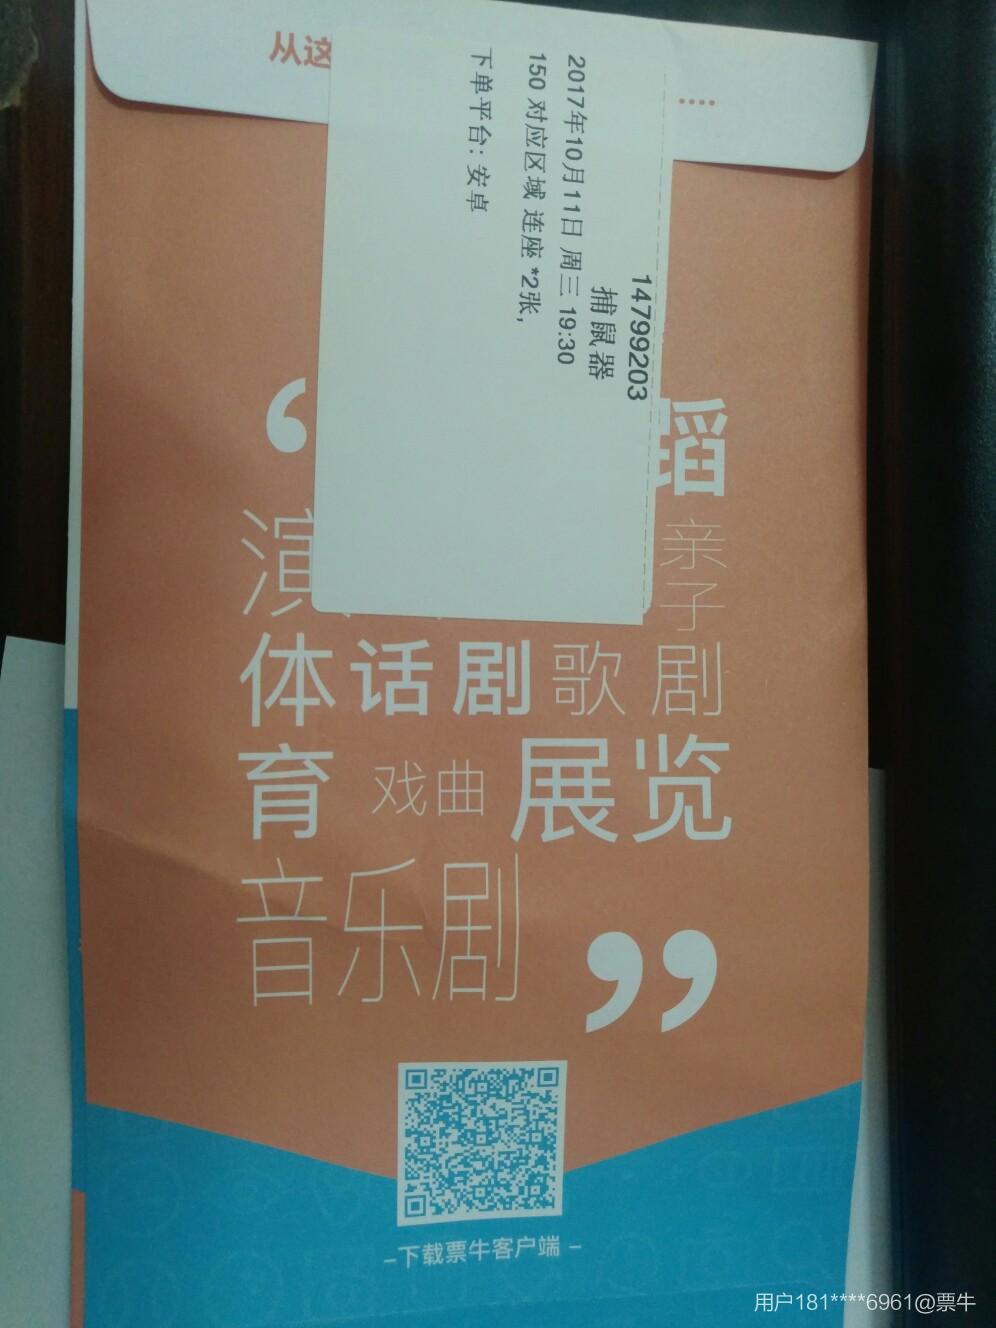 从这
····
14799203
捕鼠器
2017年10月11日 周三 19:30
150 对应区域 连座 *2张,
下单平台: 安卓
‘
蹈
演
亲子
体育
话剧
歌剧
戏曲
展览
音乐剧
”
–下载票牛客户端 –
用户181****6961@票牛